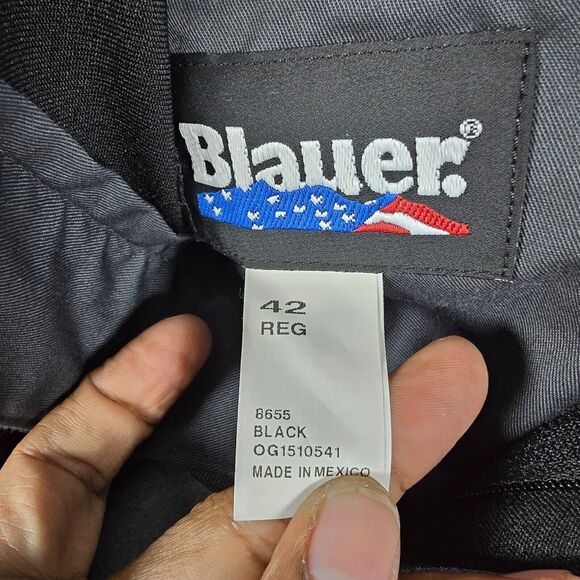 Blauer.®
42
REG
8655
BLACK
OG1510541
MADE IN MEXICO